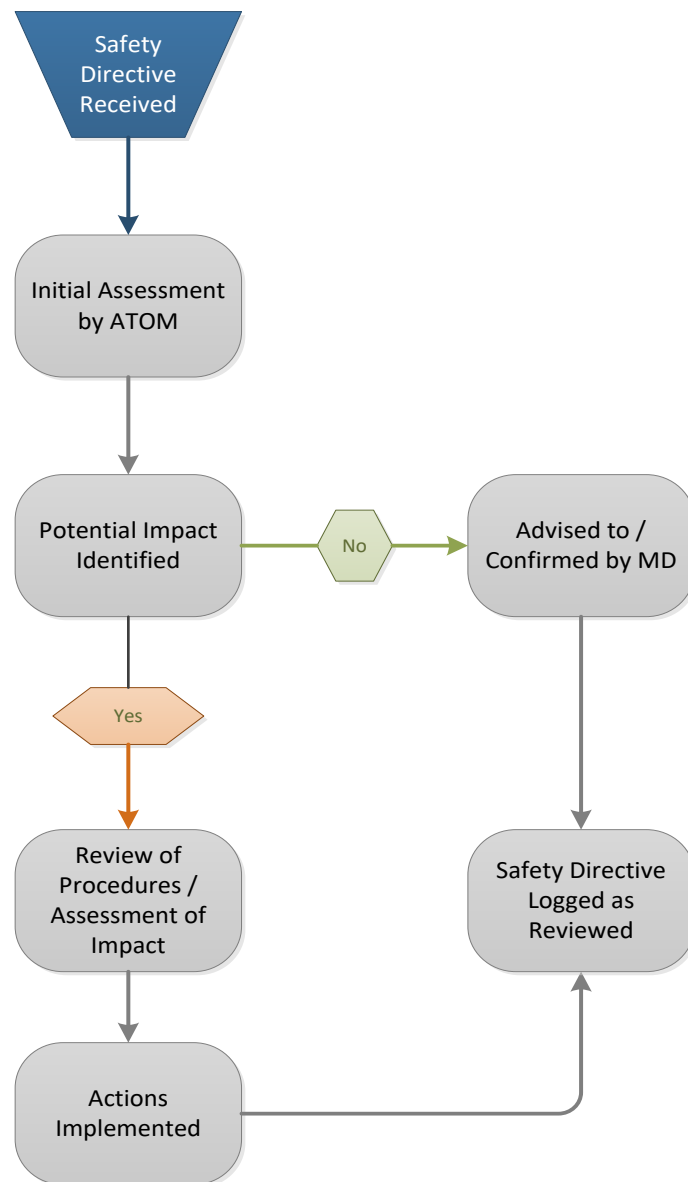 Safety
Directive
Received
Initial Assessment
by ATOM
Potential Impact
Identified
No
Advised to /
Confirmed by MD
Yes
Review of
Procedures /
Assessment of
Impact
Safety Directive
Logged as
Reviewed
Actions
Implemented